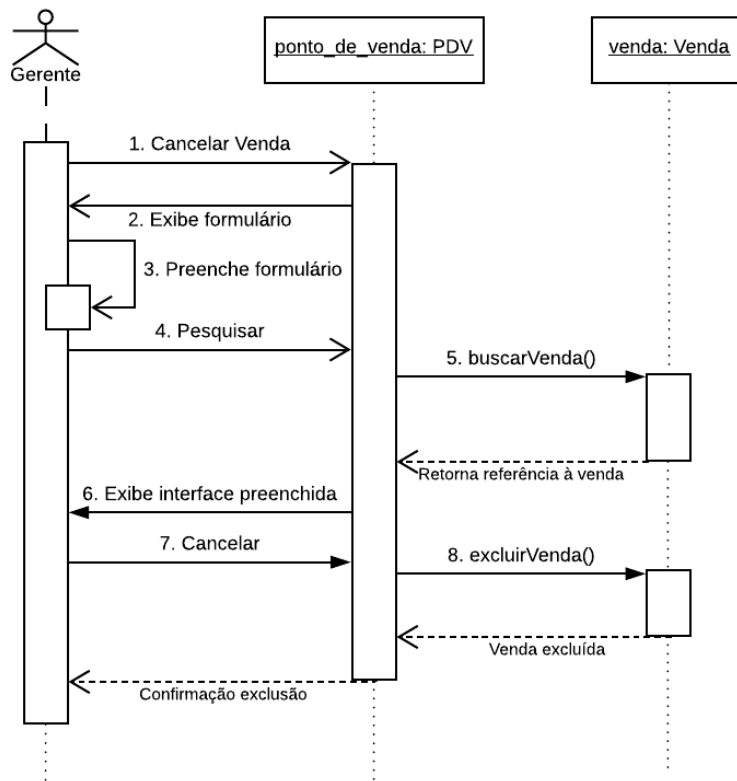 Gerente
ponto_de_venda: PDV
venda: Venda
1. Cancelar Venda
2. Exibe formulário
3. Preenche formulário
4. Pesquisar
5. buscarVenda()
Retorna referência à venda
6. Exibe interface preenchida
7. Cancelar
8. excluirVenda()
Venda excluída
Confirmação exclusão